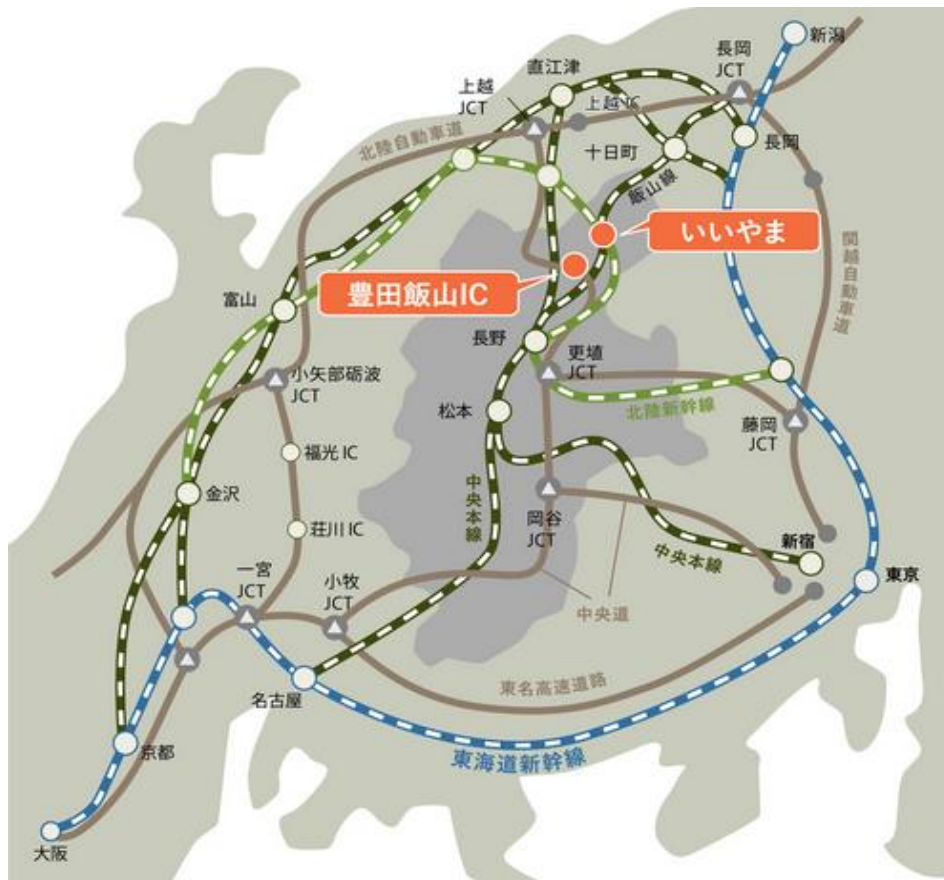 新潟
長岡
JCT
直江津
上越
JCT
上越IC
長岡
十日町
北陸自動車道
飯山線
いいやま
関越自動車道
豊田飯山IC
富山
長野
更埴
JCT
小矢部砺波
JCT
松本
北陸新幹線
藤岡
JCT
福光IC
中央本線
金沢
岡谷
JCT
荘川IC
中央本線
新宿
一宮
JCT
小牧
JCT
東京
中央道
東名高速道路
名古屋
京都
東海道新幹線
大阪